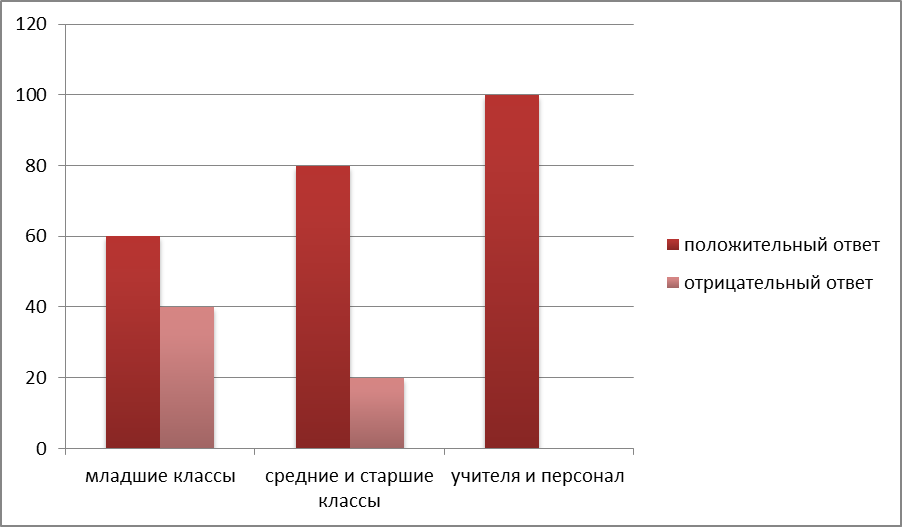 120
100
80
60
40
20
0
младшие классы
средние и старшие
классы
учителя и персонал
положительный ответ
отрицательный ответ